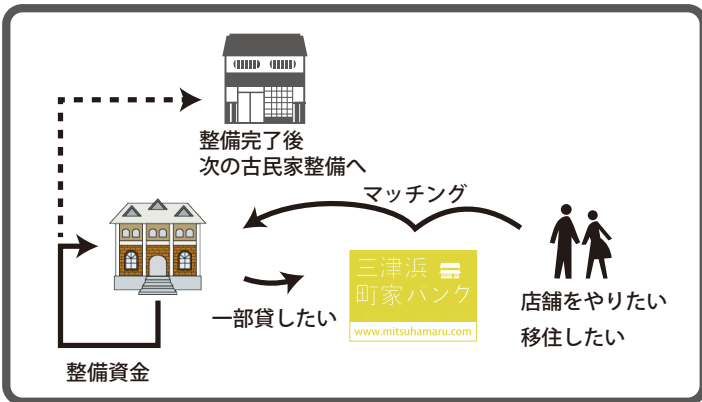 整備完了後
次の古民家整備へ
マッチング
三津浜
町家バンク
www.mitsuhamaru.com
一部貸したい
店舗をやりたい
移住したい
整備資金